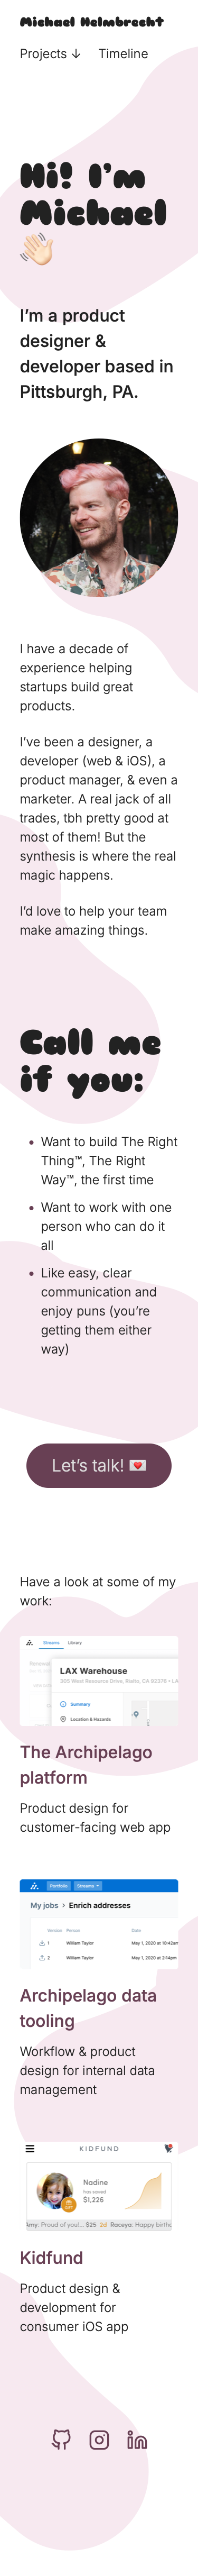 Michael Helmbrecht
Projects ↓ Timeline
Hi! I’m
Michael
👋🏻
I’m a product
designer &
developer based in
Pittsburgh, PA.
I have a decade of
experience helping
startups build great
products.
I’ve been a designer, a
developer (web & iOS), a
product manager, & even a
marketer. A real jack of all
trades, tbh pretty good at
most of them! But the
synthesis is where the real
magic happens.
I’d love to help your team
make amazing things.
Call me
if you:
• Want to build The Right
Thing™, The Right
Way™, the first time
• Want to work with one
person who can do it
all
• Like easy, clear
communication and
enjoy puns (you’re
getting them either
way)
Let’s talk! 💌
Have a look at some of my
work:
Streams Library
LAX Warehouse
305 West Resource Drive, Rialto, CA 92376 • LA
Summary
Location & Hazards
The Archipelago
platform
Product design for
customer-facing web app
Portfolio Streams
My jobs > Enrich addresses
Version Person Date
1 William Taylor May 1, 2020 at 10:42am
2 William Taylor May 1, 2020 at 2:14pm
Archipelago data
tooling
Workflow & product
design for internal data
management
KIDFUND
Nadine
has saved
$1,226
Amy: Proud of you!... $25 2d Raceya: Happy birth
Kidfund
Product design &
development for
consumer iOS app